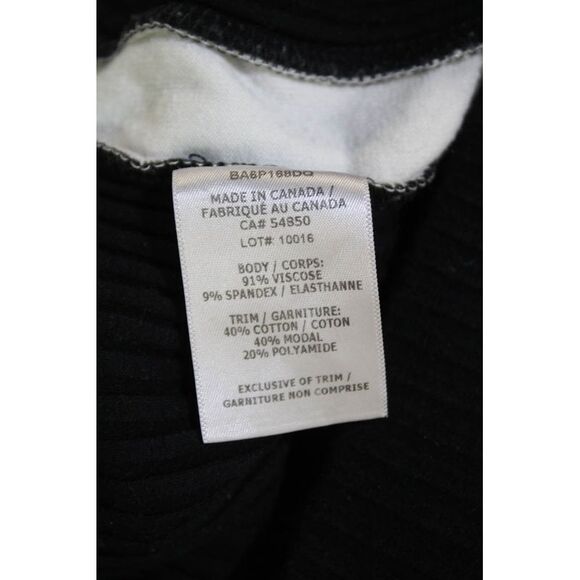 BA6P168DQ
MADE IN CANADA /
FABRIQUÉ AU CANADA
CA# 54850
LOT#: 10016
BODY / CORPS:
91% VISCOSE
9% SPANDEX / ELASTHANNE
TRIM / GARNITURE:
40% COTTON / COTON
40% MODAL
20% POLYAMIDE
EXCLUSIVE OF TRIM /
GARNITURE NON COMPRISE